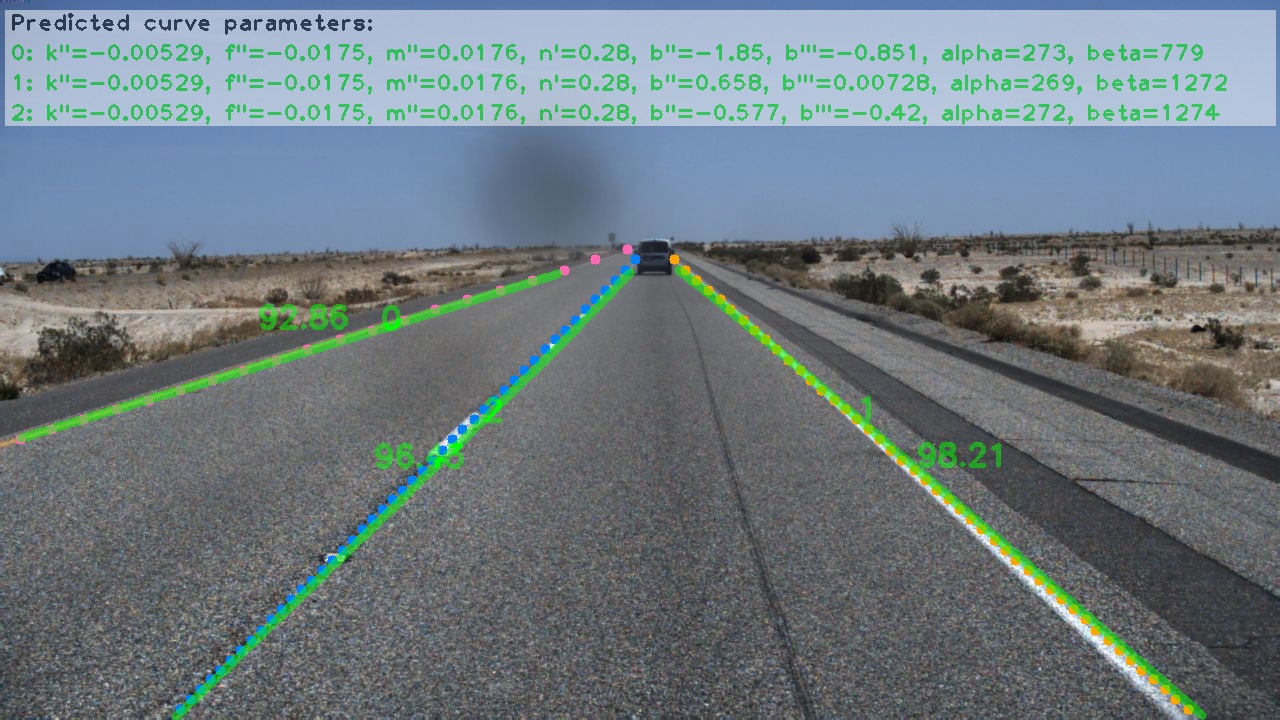 Predicted curve parameters:
0: k''=-0.00529, f''=-0.0175, m''=0.0176, n'=0.28, b''=-1.85, b'''=-0.851, alpha=273, beta=779
1: k''=-0.00529, f''=-0.0175, m''=0.0176, n'=0.28, b''=0.658, b'''=0.00728, alpha=269, beta=1272
2: k''=-0.00529, f''=-0.0175, m''=0.0176, n'=0.28, b''=-0.577, b'''=-0.42, alpha=272, beta=1274
92.86 0
2 1
98.21